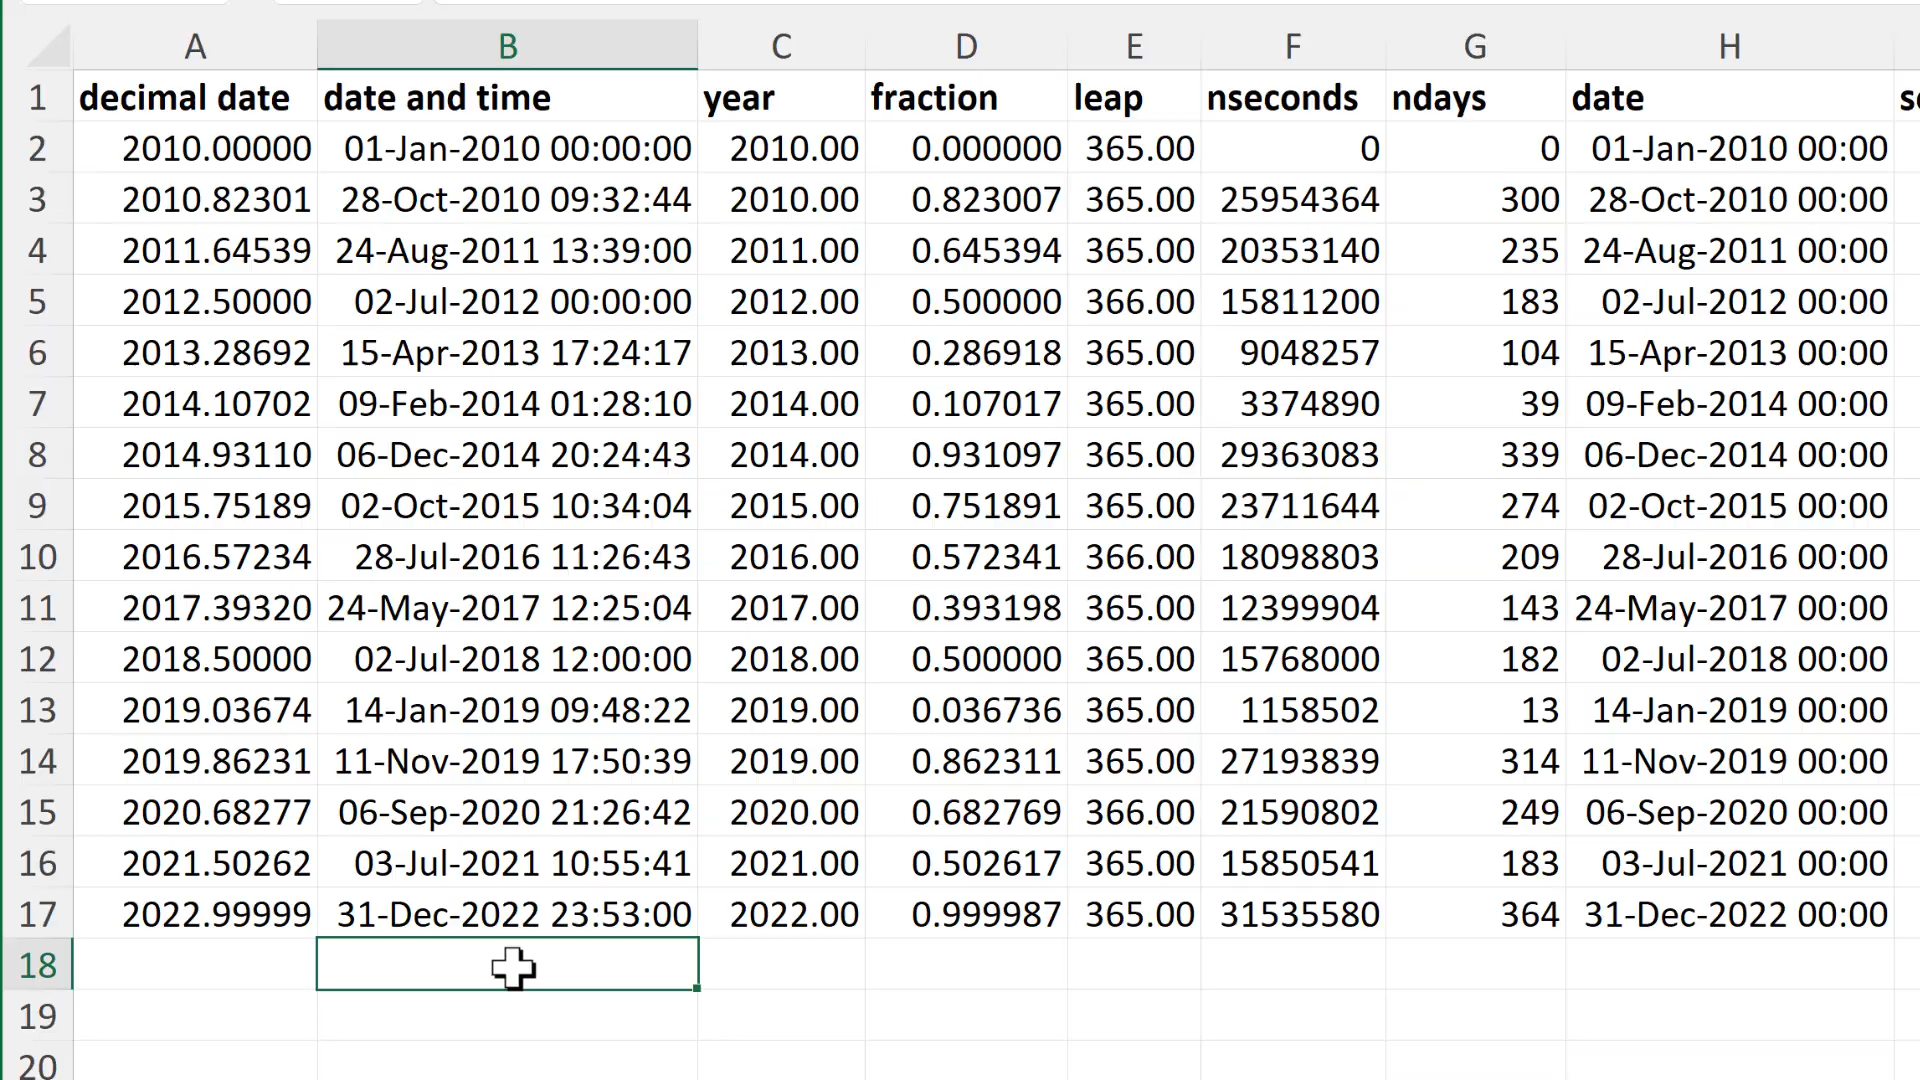 A B C D E F G H
1 decimal date date and time year fraction leap nseconds ndays date
2 2010.00000 01-Jan-2010 00:00:00 2010.00 0.000000 365.00 0 0 01-Jan-2010 00:00
3 2010.82301 28-Oct-2010 09:32:44 2010.00 0.823007 365.00 25954364 300 28-Oct-2010 00:00
4 2011.64539 24-Aug-2011 13:39:00 2011.00 0.645394 365.00 20353140 235 24-Aug-2011 00:00
5 2012.50000 02-Jul-2012 00:00:00 2012.00 0.500000 366.00 15811200 183 02-Jul-2012 00:00
6 2013.28692 15-Apr-2013 17:24:17 2013.00 0.286918 365.00 9048257 104 15-Apr-2013 00:00
7 2014.10702 09-Feb-2014 01:28:10 2014.00 0.107017 365.00 3374890 39 09-Feb-2014 00:00
8 2014.93110 06-Dec-2014 20:24:43 2014.00 0.931097 365.00 29363083 339 06-Dec-2014 00:00
9 2015.75189 02-Oct-2015 10:34:04 2015.00 0.751891 365.00 23711644 274 02-Oct-2015 00:00
10 2016.57234 28-Jul-2016 11:26:43 2016.00 0.572341 366.00 18098803 209 28-Jul-2016 00:00
11 2017.39320 24-May-2017 12:25:04 2017.00 0.393198 365.00 12399904 143 24-May-2017 00:00
12 2018.50000 02-Jul-2018 12:00:00 2018.00 0.500000 365.00 15768000 182 02-Jul-2018 00:00
13 2019.03674 14-Jan-2019 09:48:22 2019.00 0.036736 365.00 1158502 13 14-Jan-2019 00:00
14 2019.86231 11-Nov-2019 17:50:39 2019.00 0.862311 365.00 27193839 314 11-Nov-2019 00:00
15 2020.68277 06-Sep-2020 21:26:42 2020.00 0.682769 366.00 21590802 249 06-Sep-2020 00:00
16 2021.50262 03-Jul-2021 10:55:41 2021.00 0.502617 365.00 15850541 183 03-Jul-2021 00:00
17 2022.99999 31-Dec-2022 23:53:00 2022.00 0.999987 365.00 31535580 364 31-Dec-2022 00:00
18
19
20